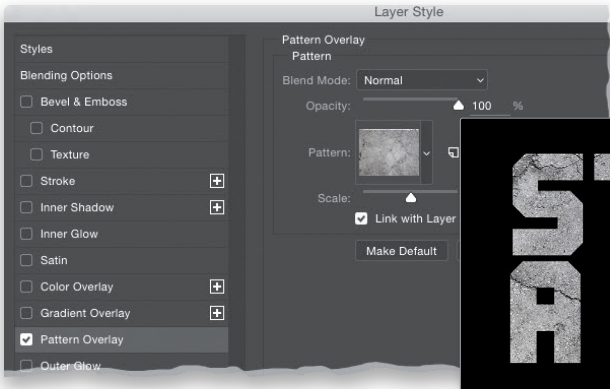 Layer Style
Styles
Blending Options
Bevel & Emboss
Contour
Texture
Stroke
Inner Shadow
Inner Glow
Satin
Color Overlay
Gradient Overlay
Pattern Overlay
Outer Glow
Pattern Overlay
Pattern
Blend Mode: Normal
Opacity: 100 %
Pattern:
Scale:
Link with Layer
Make Default
S
A